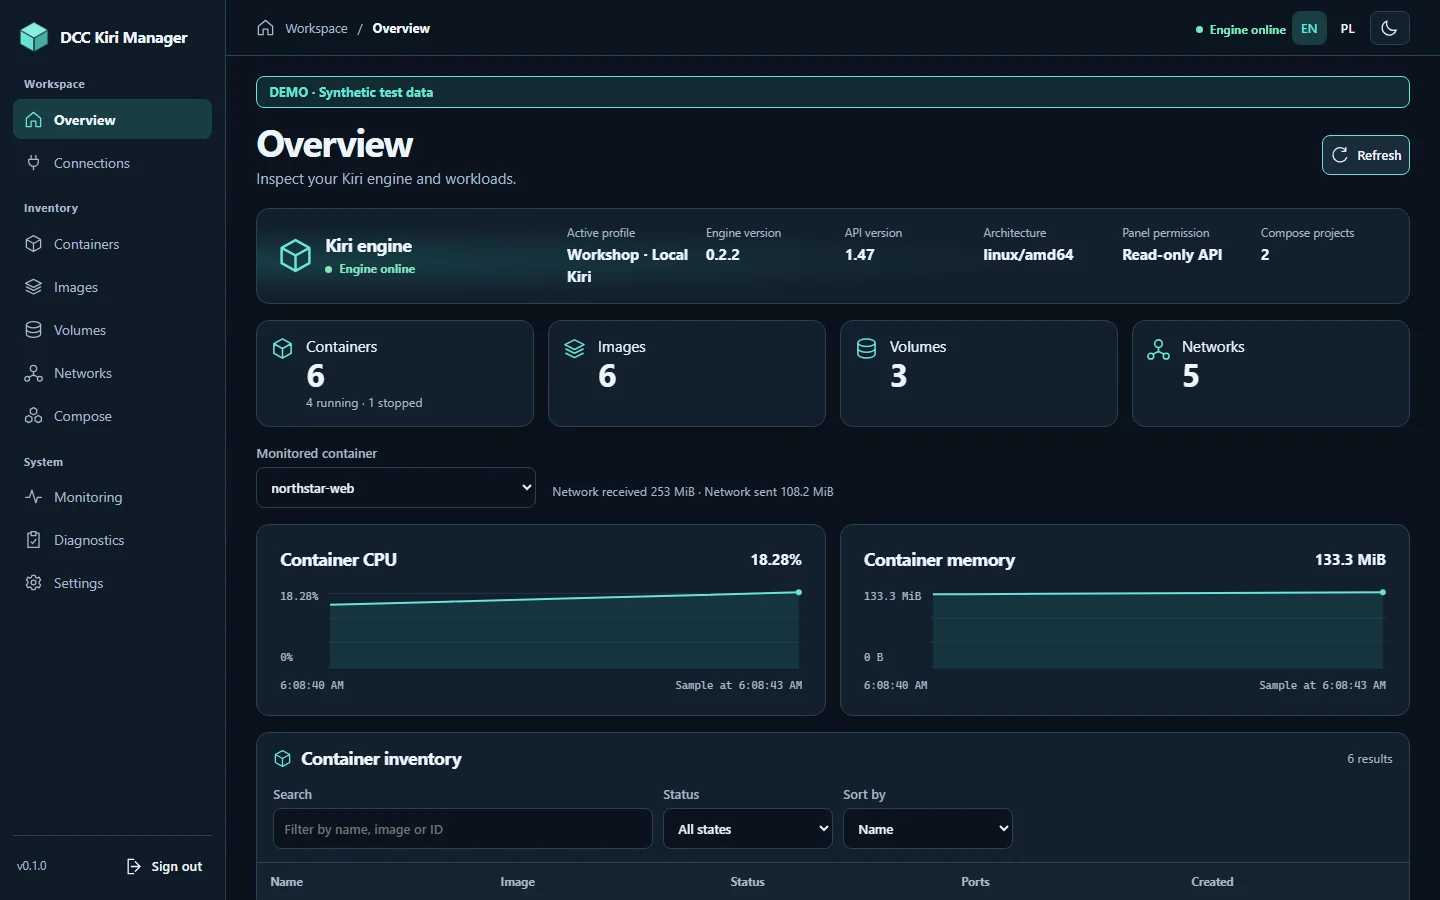 DCC Kiri Manager
Workspace
Overview
Connections
Inventory
Containers
Images
Volumes
Networks
Compose
System
Monitoring
Diagnostics
Settings
v0.1.0
Sign out
Workspace / Overview
Engine online
EN
PL
DEMO · Synthetic test data
Overview
Inspect your Kiri engine and workloads.
Refresh
Kiri engine
Engine online
Active profile
Workshop · Local
Kiri
Engine version
0.2.2
API version
1.47
Architecture
linux/amd64
Panel permission
Read-only API
Compose projects
2
Containers
6
4 running · 1 stopped
Images
6
Volumes
3
Networks
5
Monitored container
northstar-web
Network received 253 MiB · Network sent 108.2 MiB
Container CPU
18.28%
18.28%
0%
6:08:40 AM
Sample at 6:08:43 AM
Container memory
133.3 MiB
133.3 MiB
0 B
6:08:40 AM
Sample at 6:08:43 AM
Container inventory
6 results
Search
Filter by name, image or ID
Status
All states
Sort by
Name
Name
Image
Status
Ports
Created